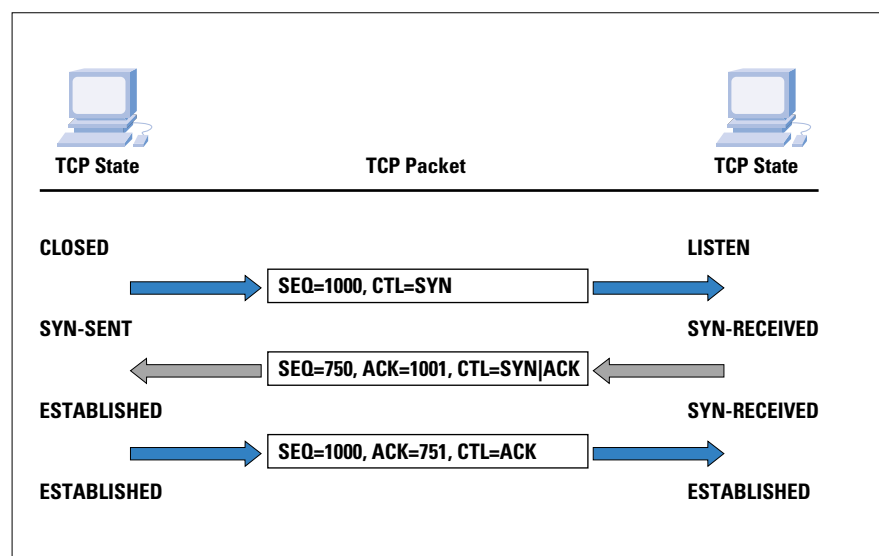 TCP State
TCP Packet
TCP State
CLOSED
LISTEN
SEQ=1000, CTL=SYN
SYN-SENT
SYN-RECEIVED
SEQ=750, ACK=1001, CTL=SYN|ACK
ESTABLISHED
SYN-RECEIVED
SEQ=1000, ACK=751, CTL=ACK
ESTABLISHED
ESTABLISHED